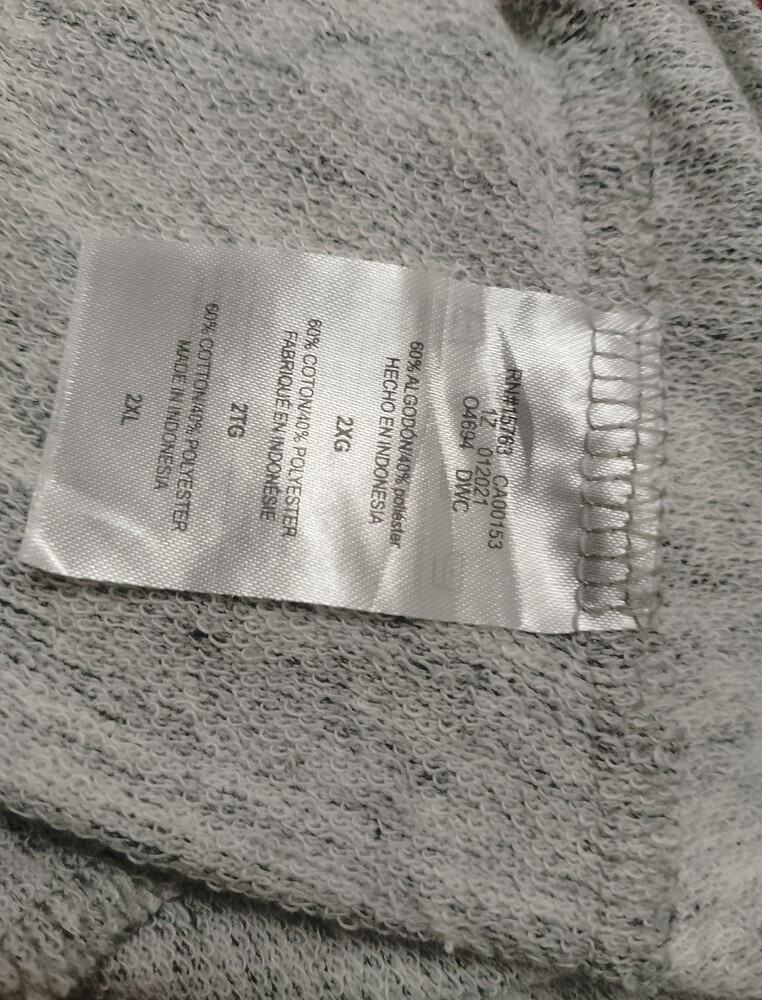 RN#15763 CA00153
1Z 012021
O4694 DWC
60% ALGODÓN/40% poliéster
HECHO EN INDONESIA
2XG
60% COTON/40% POLYESTER
FABRIQUÉ EN INDONÉSIE
2TG
60% COTTON/40% POLYESTER
MADE IN INDONESIA
2XL